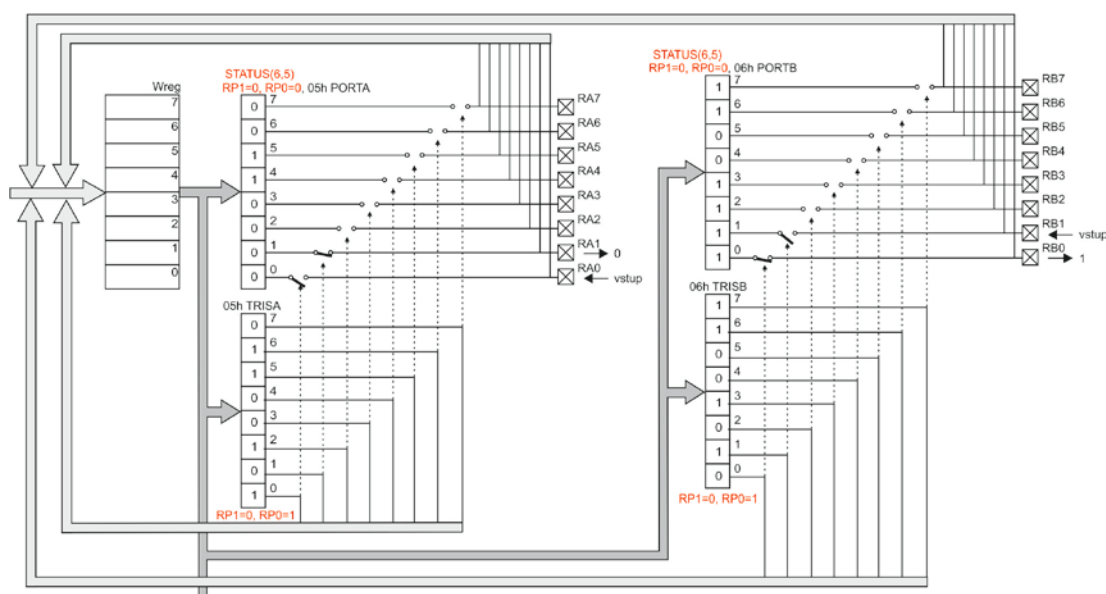 STATUS(6,5)
RP1=0, RP0=0, 05h PORTA
Wreg
7
6
5
4
3
2
1
0
0 7
0 6
1 5
1 4
0 3
0 2
0 1
0 0
RA7
RA6
RA5
RA4
RA3
RA2
RA1 0
RA0 vstup
05h TRISA
0 7
1 6
1 5
0 4
0 3
1 2
0 1
1 0
RP1=0, RP0=1
STATUS(6,5)
RP1=0, RP0=0, 06h PORTB
1 7
1 6
0 5
0 4
1 3
1 2
1 1
1 0
RB7
RB6
RB5
RB4
RB3
RB2
RB1 vstup
RB0 1
06h TRISB
1 7
1 6
0 5
0 4
1 3
0 2
1 1
0 0
RP1=0, RP0=1